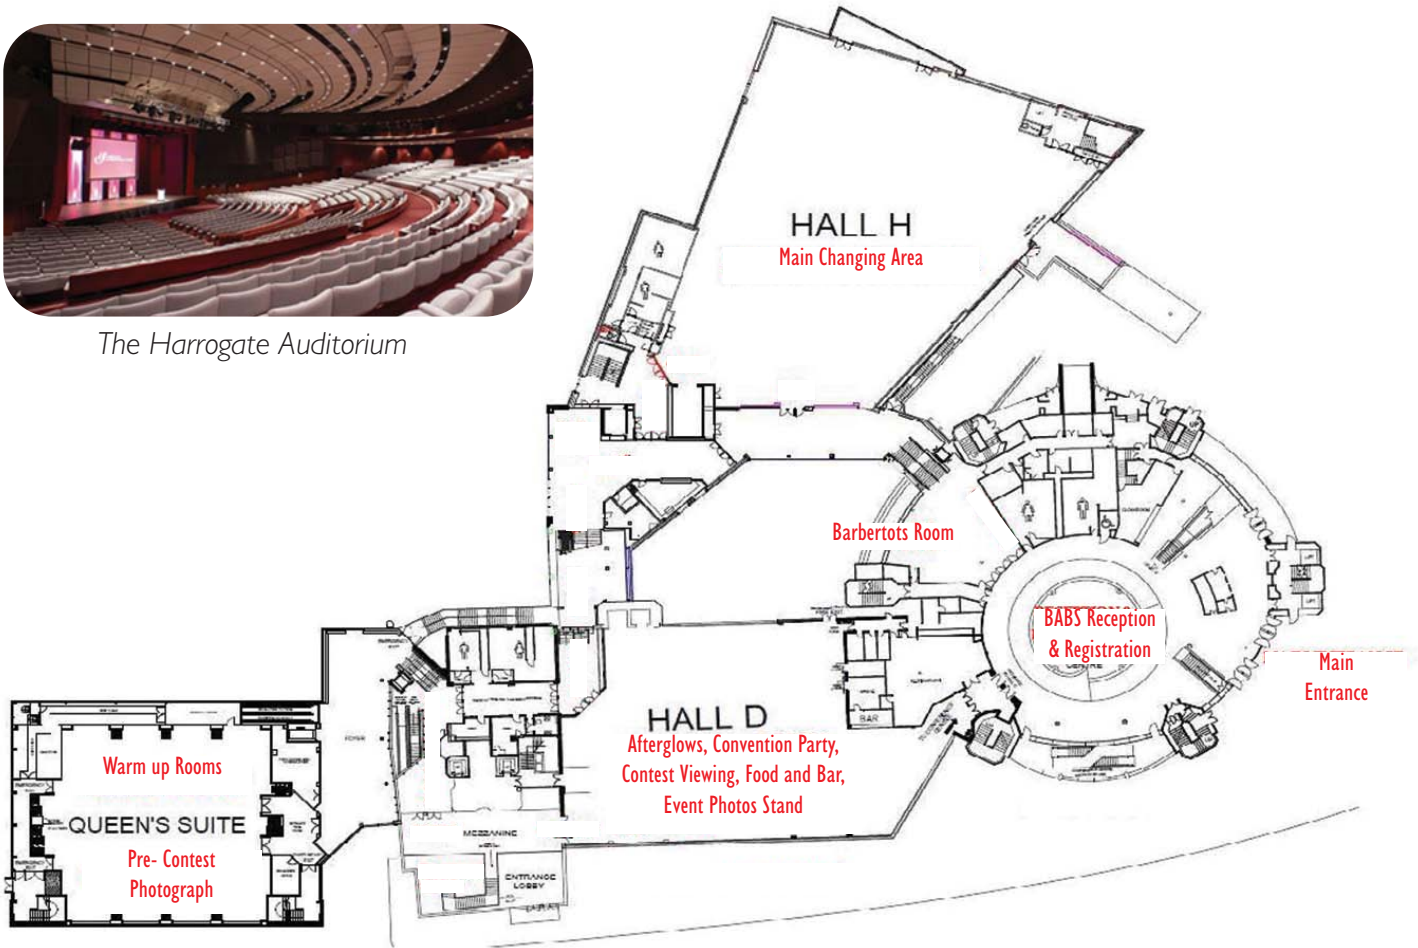 The Harrogate Auditorium
HALL H
Main Changing Area
Barbertots Room
BABS Reception
& Registration
CENTRE
Main
Entrance
HALL D
Afterglows, Convention Party,
Contest Viewing, Food and Bar,
Event Photos Stand
BAR
FOYER
Warm up Rooms
QUEEN'S SUITE
Pre- Contest
Photograph
MEZZANINE
ENTRANCE
LOBBY